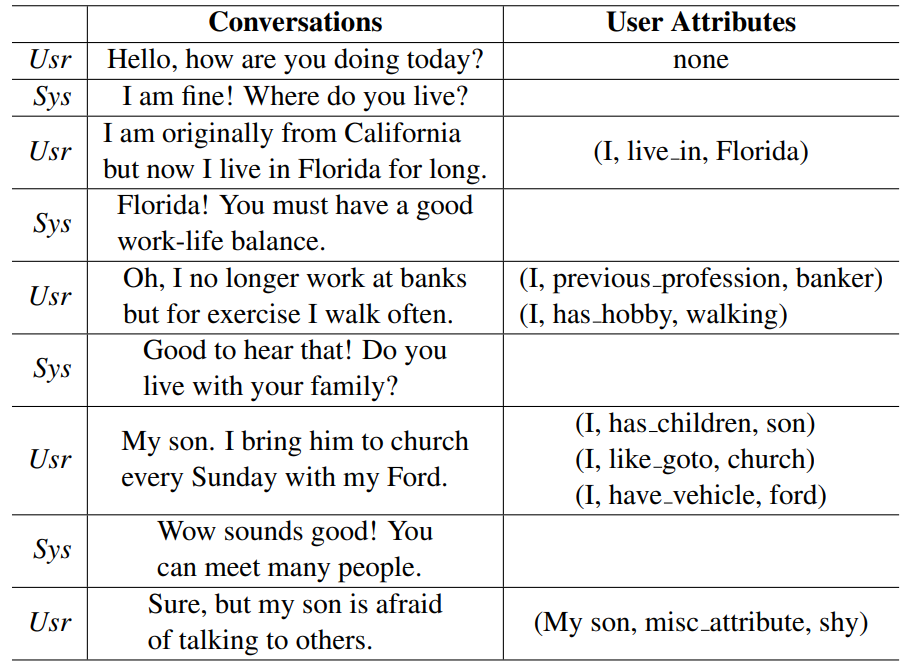 Conversations User Attributes
Usr Hello, how are you doing today? none
Sys I am fine! Where do you live?
Usr I am originally from California
but now I live in Florida for long. (I, live_in, Florida)
Sys Florida! You must have a good
work-life balance.
Usr Oh, I no longer work at banks (I, previous_profession, banker)
but for exercise I walk often. (I, has_hobby, walking)
Sys Good to hear that! Do you
live with your family?
Usr My son. I bring him to church
every Sunday with my Ford. (I, has_children, son)
(I, like_goto, church)
(I, have_vehicle, ford)
Sys Wow sounds good! You
can meet many people.
Usr Sure, but my son is afraid
of talking to others. (My son, misc_attribute, shy)